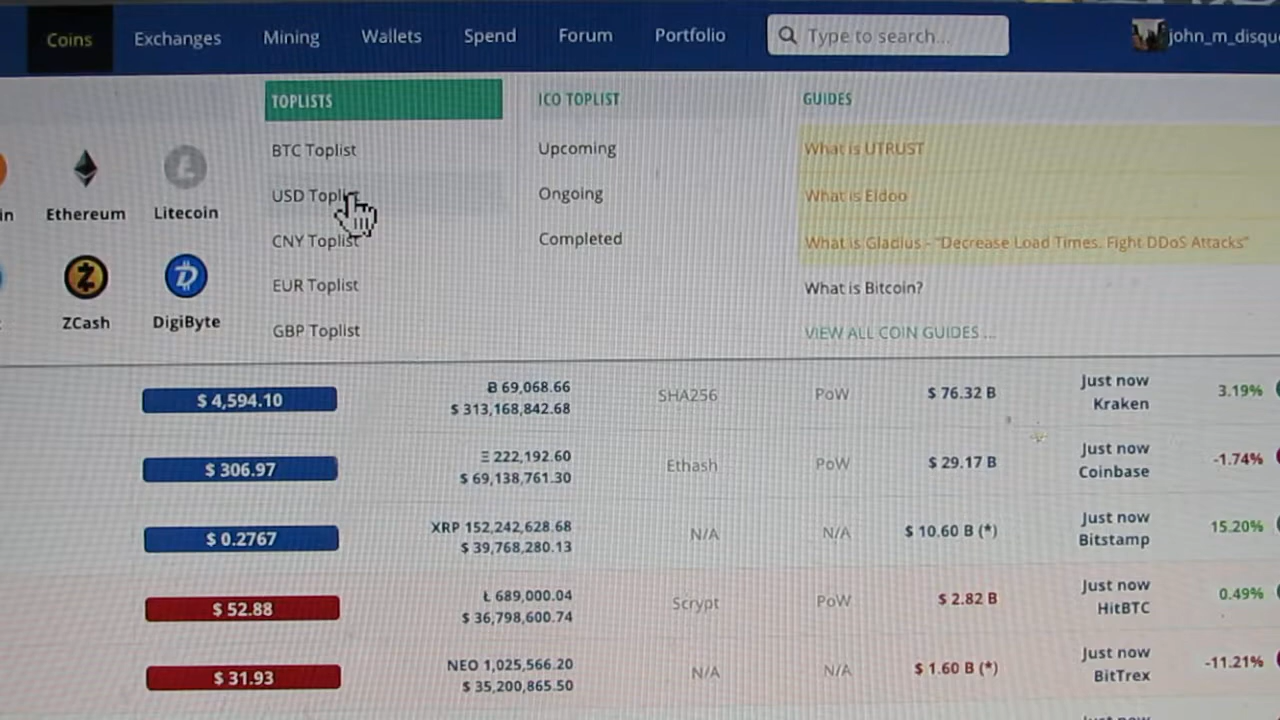 Coins Exchanges Mining Wallets Spend Forum Portfolio Type to search... john_m_disqu
TOPLISTS ICO TOPLIST GUIDES
BTC Toplist Upcoming What is UTRUST
USD Toplist Ongoing What is Eidoo
in Ethereum Litecoin
CNY Toplist Completed What is Gladius - "Decrease Load Times. Fight DDoS Attacks"
EUR Toplist What is Bitcoin?
ZCash DigiByte
GBP Toplist VIEW ALL COIN GUIDES ...
$ 4,594.10 Ƀ 69,068.66 SHA256 PoW $ 76.32 B Just now 3.19%
$ 313,168,842.68 Kraken
$ 306.97 Ξ 222,192.60 Ethash PoW $ 29.17 B Just now -1.74%
$ 69,138,761.30 Coinbase
$ 0.2767 XRP 152,242,628.68 N/A N/A $ 10.60 B (*) Just now 15.20%
$ 39,768,280.13 Bitstamp
$ 52.88 Ł 689,000.04 Scrypt PoW $ 2.82 B Just now 0.49%
$ 36,798,600.74 HitBTC
$ 31.93 NEO 1,025,566.20 N/A N/A $ 1.60 B (*) Just now -11.21%
$ 35,200,865.50 BitTrex